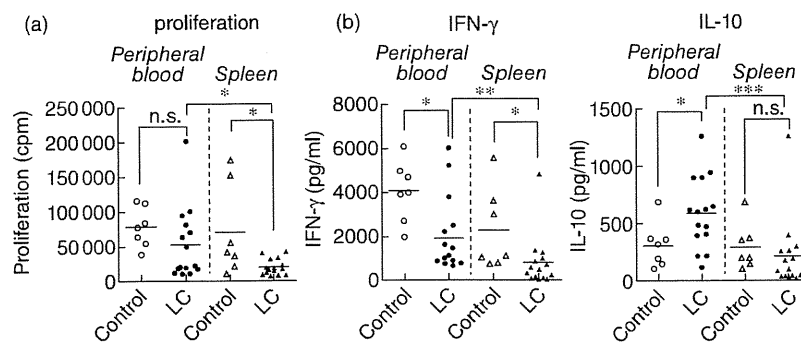 (a)
proliferation
Peripheral blood
Spleen
*
n.s.
*
Proliferation (cpm)
250 000
200 000
150 000
100 000
50 000
0
Control
LC
Control
LC
(b)
IFN-γ
Peripheral blood
Spleen
*
**
*
IFN-γ (pg/ml)
6000
8000
4000
2000
0
Control
LC
Control
LC
IL-10
Peripheral blood
Spleen
*
***
n.s.
IL-10 (pg/ml)
1500
1000
500
0
Control
LC
Control
LC